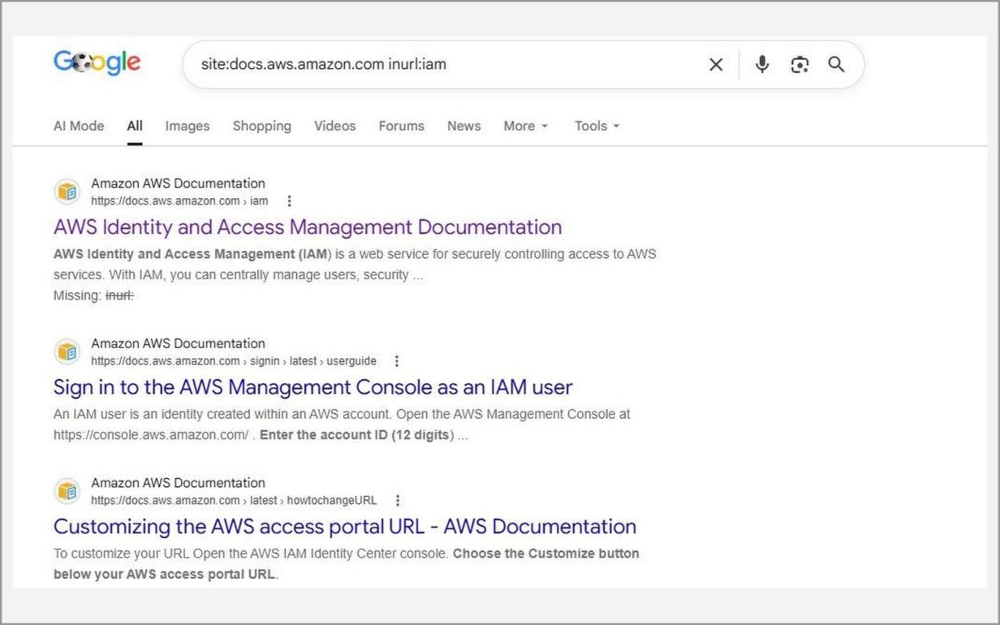 Google
site:docs.aws.amazon.com inurl:iam
AI Mode All Images Shopping Videos Forums News More Tools
Amazon AWS Documentation
https://docs.aws.amazon.com › iam
AWS Identity and Access Management Documentation
AWS Identity and Access Management (IAM) is a web service for securely controlling access to AWS
services. With IAM, you can centrally manage users, security ...
Missing: inurl:
Amazon AWS Documentation
https://docs.aws.amazon.com › signin › latest › userguide
Sign in to the AWS Management Console as an IAM user
An IAM user is an identity created within an AWS account. Open the AWS Management Console at
https://console.aws.amazon.com/ . Enter the account ID (12 digits) ...
Amazon AWS Documentation
https://docs.aws.amazon.com › latest › howtochangeURL
Customizing the AWS access portal URL - AWS Documentation
To customize your URL Open the AWS IAM Identity Center console. Choose the Customize button
below your AWS access portal URL.